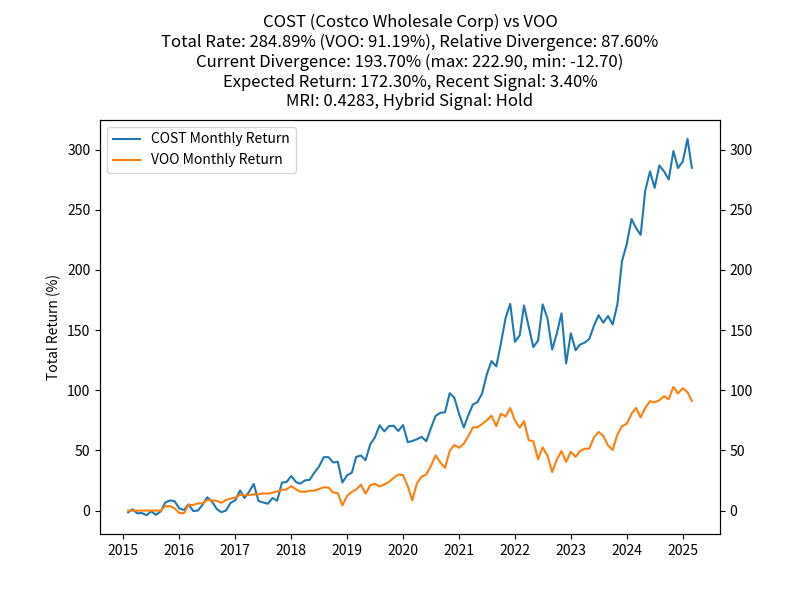 COST (Costco Wholesale Corp) vs VOO
Total Rate: 284.89% (VOO: 91.19%), Relative Divergence: 87.60%
Current Divergence: 193.70% (max: 222.90, min: -12.70)
Expected Return: 172.30%, Recent Signal: 3.40%
MRI: 0.4283, Hybrid Signal: Hold
COST Monthly Return
VOO Monthly Return
Total Return (%)
300
250
200
150
100
50
0
300
250
200
150
100
50
0
2015 2016 2017 2018 2019 2020 2021 2022 2023 2024 2025